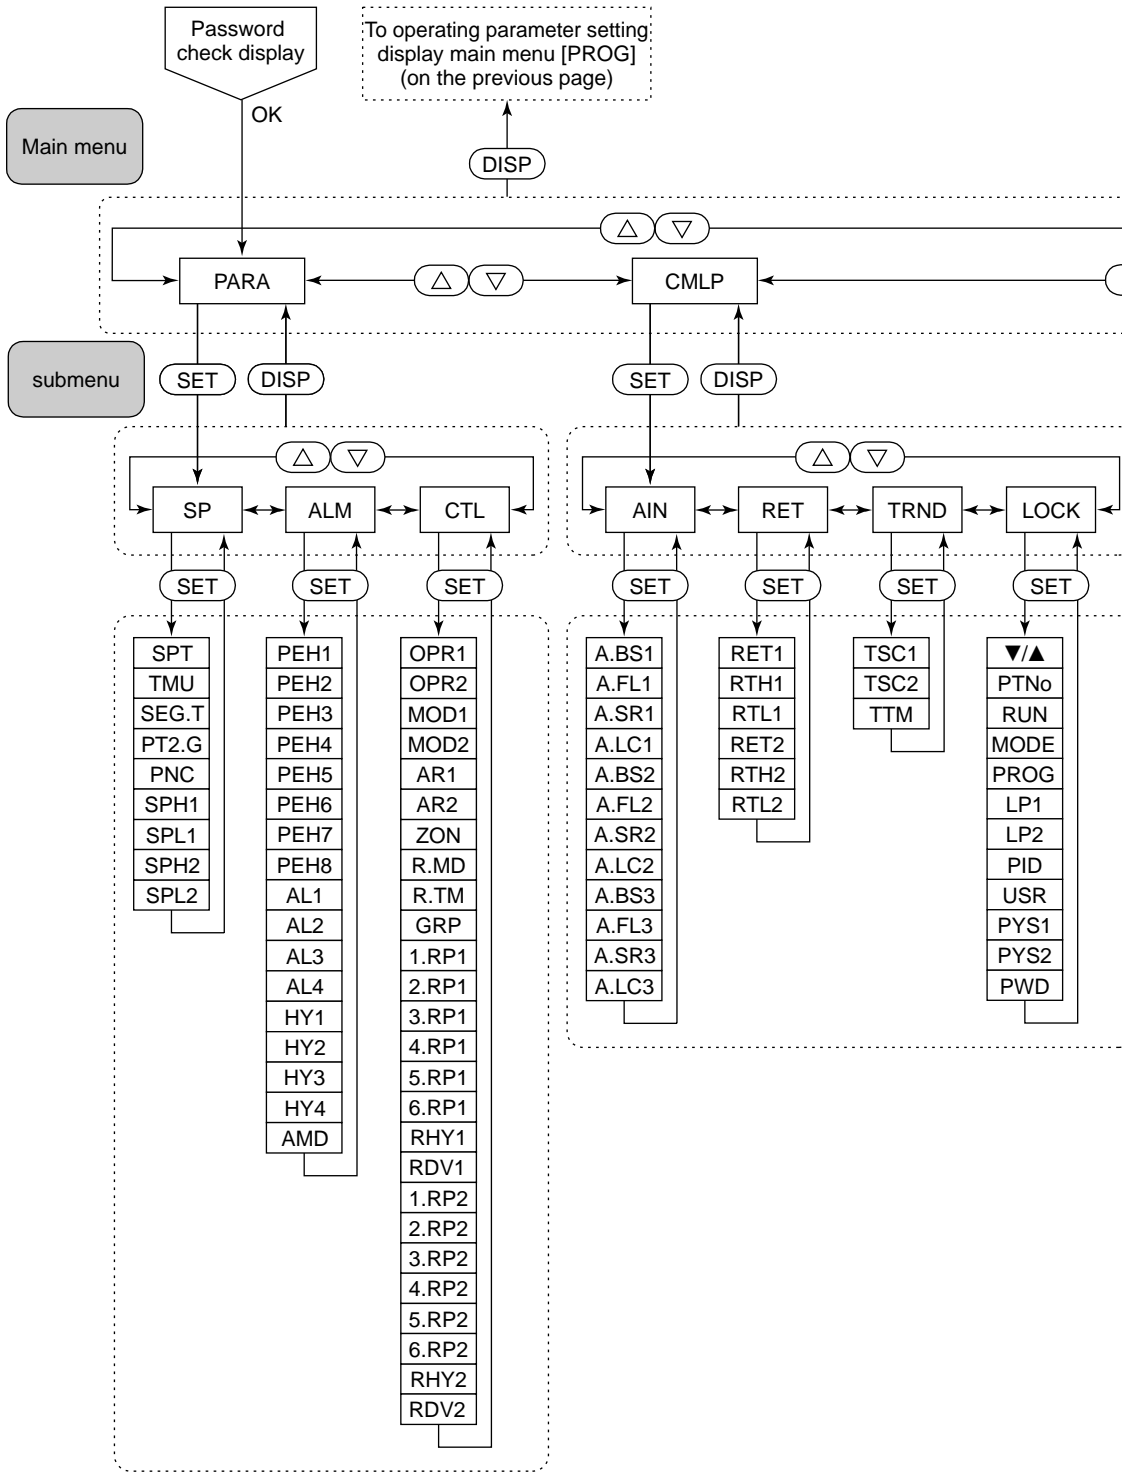 Password
check display
To operating parameter setting
display main menu [PROG]
(on the previous page)
OK
Main menu
DISP
△ ▽
PARA
△ ▽
CMLP
submenu
SET
DISP
SET
DISP
△ ▽
△ ▽
SP
ALM
CTL
AIN
RET
TRND
LOCK
SET
SET
SET
SET
SET
SET
SET
SPT
TMU
SEG.T
PT2.G
PNC
SPH1
SPL1
SPH2
SPL2
PEH1
PEH2
PEH3
PEH4
PEH5
PEH6
PEH7
PEH8
AL1
AL2
AL3
AL4
HY1
HY2
HY3
HY4
AMD
OPR1
OPR2
MOD1
MOD2
AR1
AR2
ZON
R.MD
R.TM
GRP
1.RP1
2.RP1
3.RP1
4.RP1
5.RP1
6.RP1
RHY1
RDV1
1.RP2
2.RP2
3.RP2
4.RP2
5.RP2
6.RP2
RHY2
RDV2
A.BS1
A.FL1
A.SR1
A.LC1
A.BS2
A.FL2
A.SR2
A.LC2
A.BS3
A.FL3
A.SR3
A.LC3
RET1
RTH1
RTL1
RET2
RTH2
RTL2
TSC1
TSC2
TTM
▼/▲
PTNo
RUN
MODE
PROG
LP1
LP2
PID
USR
PYS1
PYS2
PWD